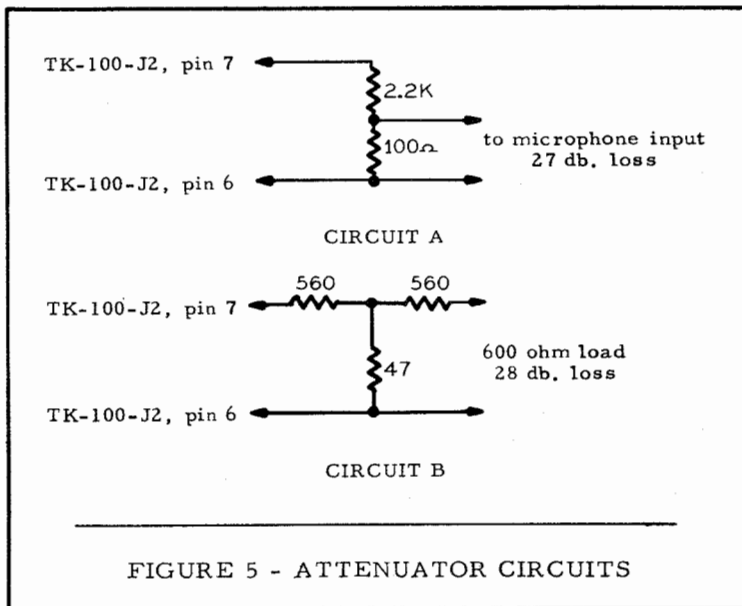 TK-100-J2, pin 7
2.2K
100Ω
to microphone input
27 db. loss
TK-100-J2, pin 6
CIRCUIT A
560 560
TK-100-J2, pin 7
600 ohm load
28 db. loss
47
TK-100-J2, pin 6
CIRCUIT B
FIGURE 5 - ATTENUATOR CIRCUITS